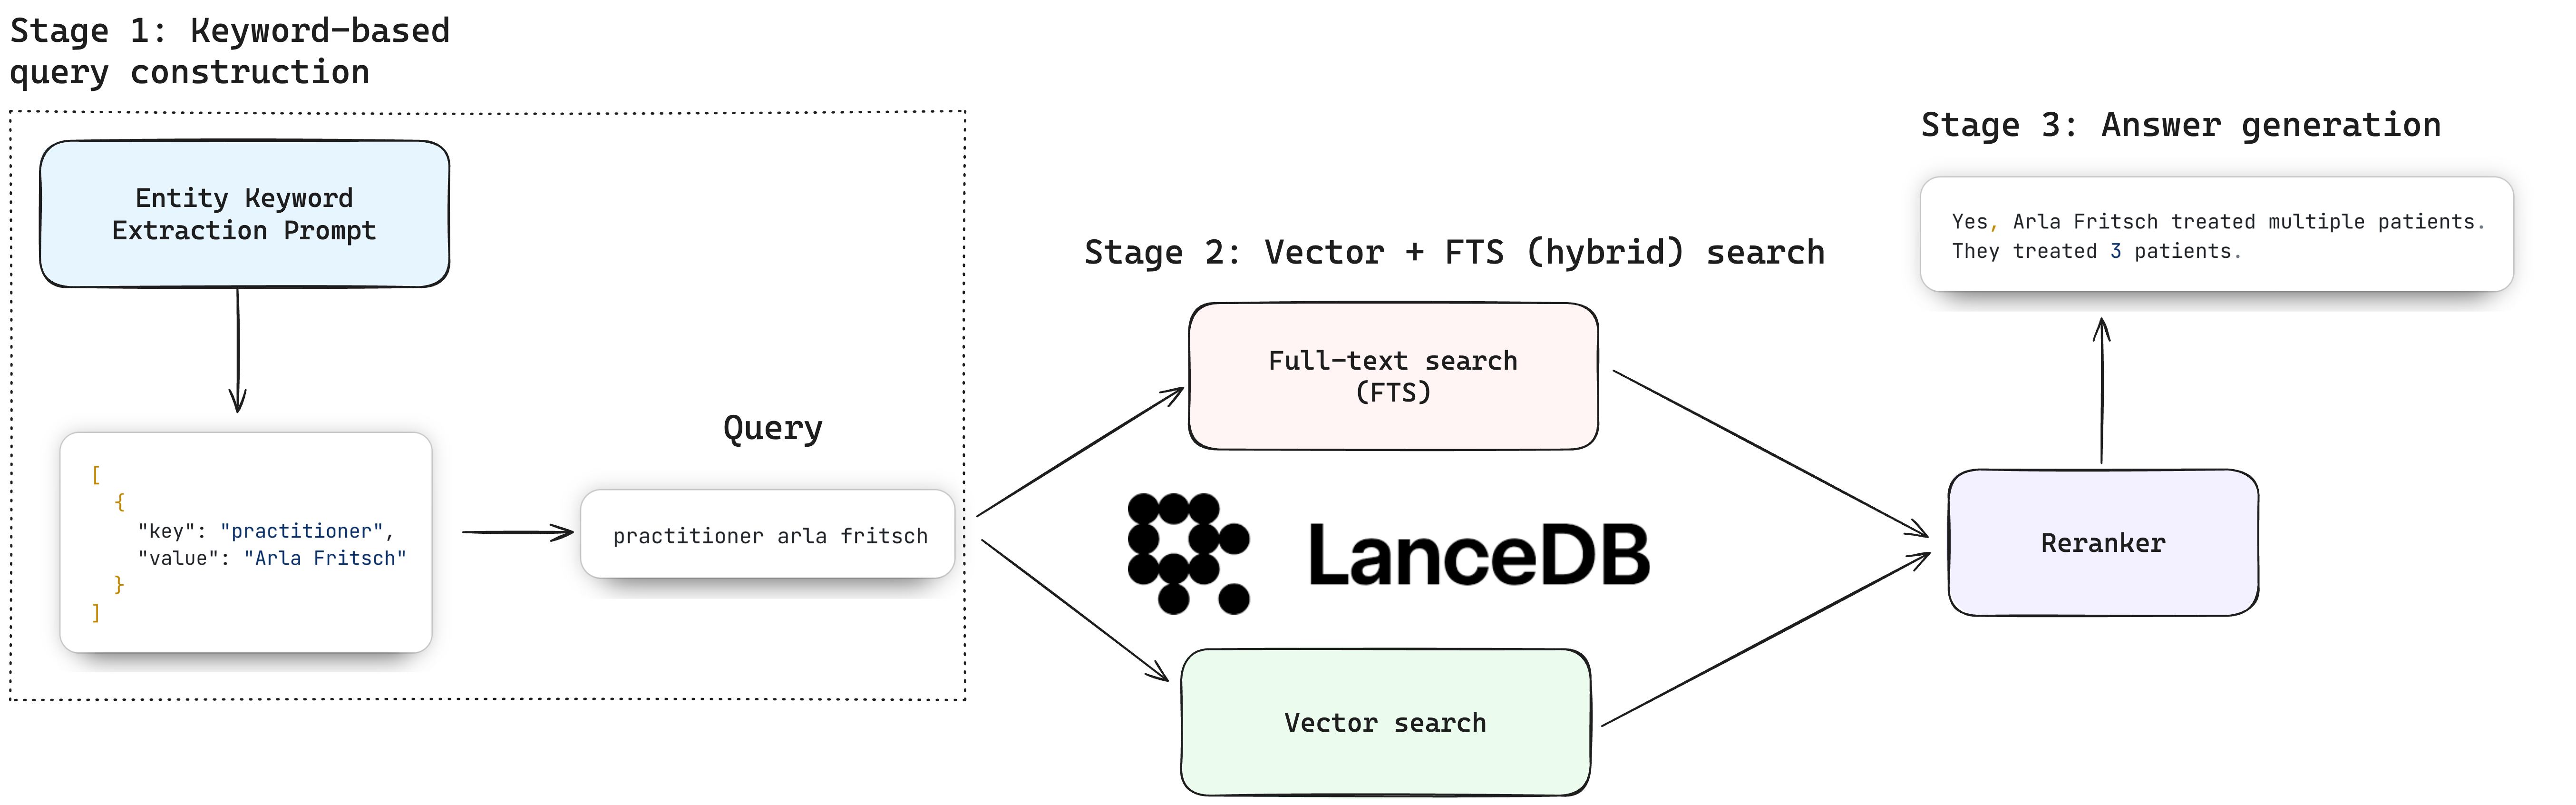 Stage 1: Keyword-based
query construction
Entity Keyword
Extraction Prompt
[
{
"key": "practitioner",
"value": "Arla Fritsch"
}
]
Query
practitioner arla fritsch
Stage 2: Vector + FTS (hybrid) search
Full-text search
(FTS)
LanceDB
Vector search
Stage 3: Answer generation
Yes, Arla Fritsch treated multiple patients.
They treated 3 patients.
Reranker